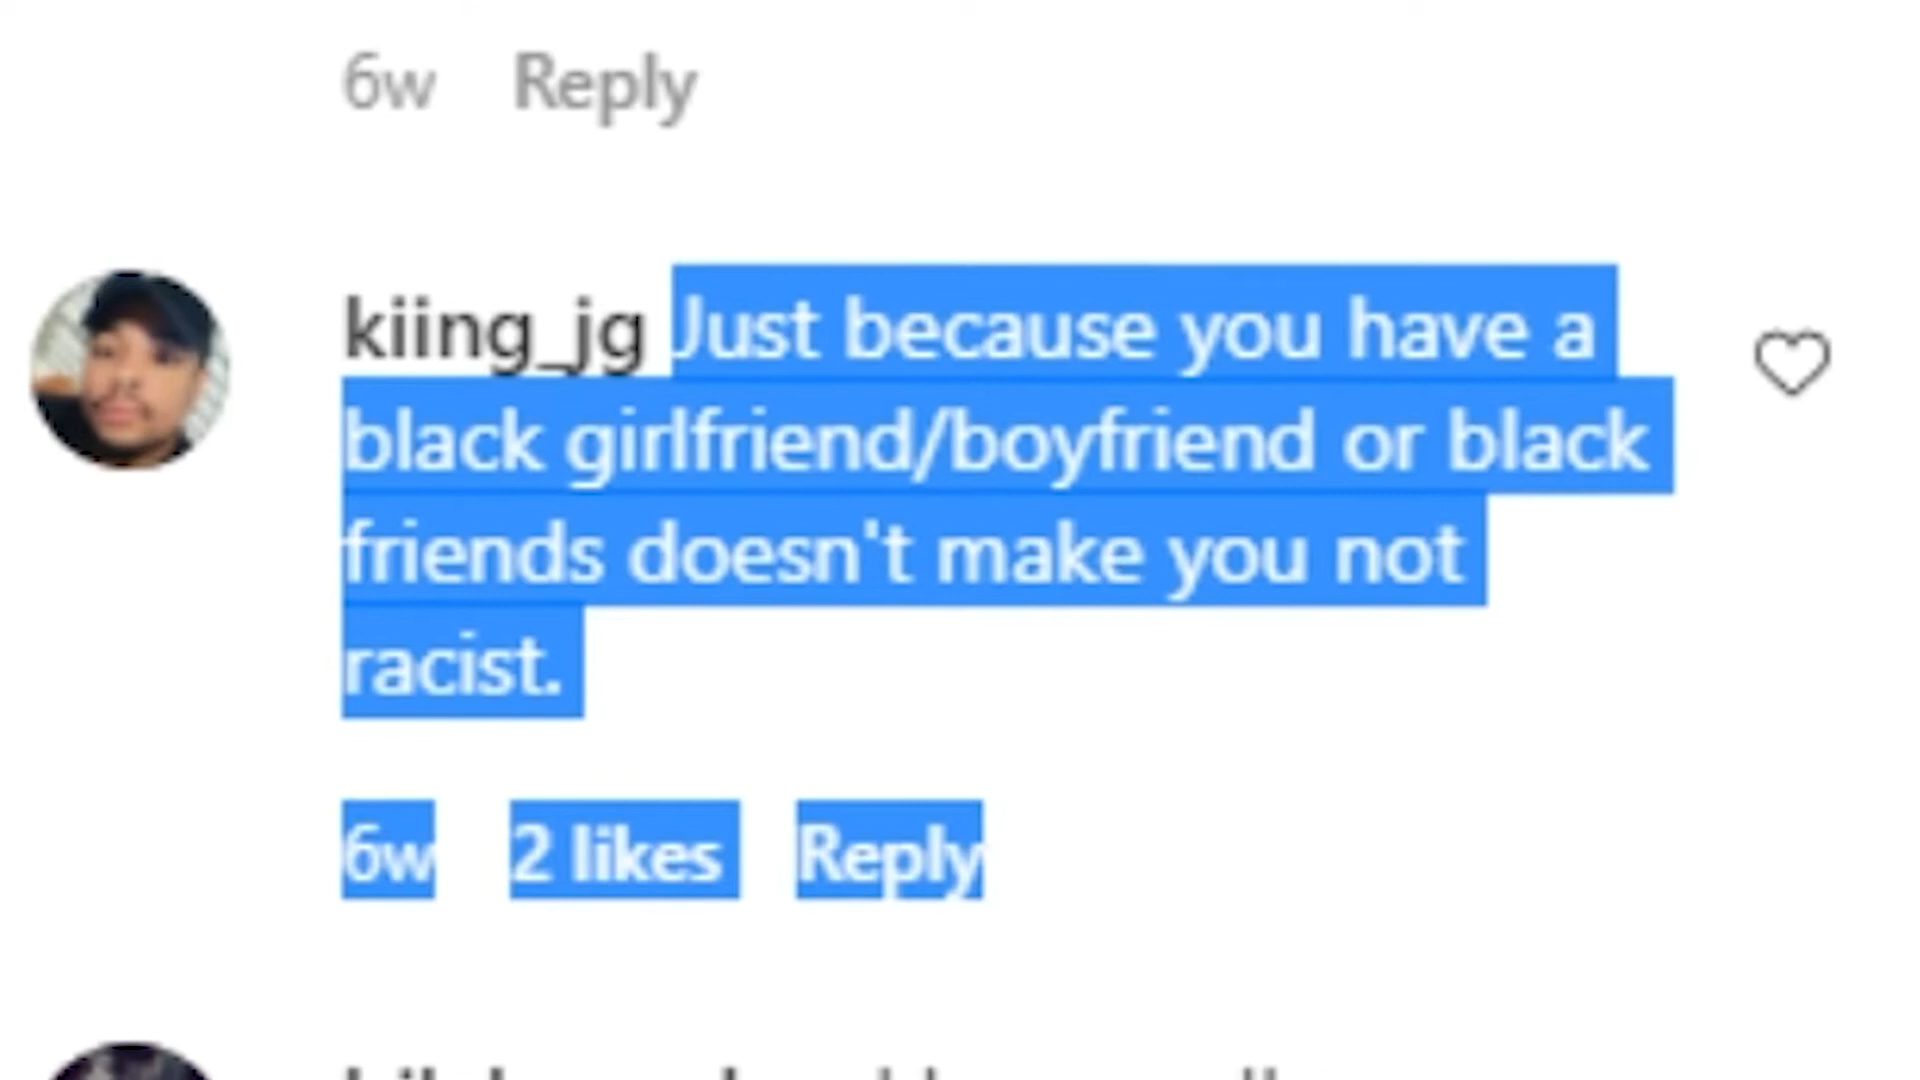 6w Reply
kiing_jg Just because you have a
black girlfriend/boyfriend or black
friends doesn't make you not
racist.
6w 2 likes Reply